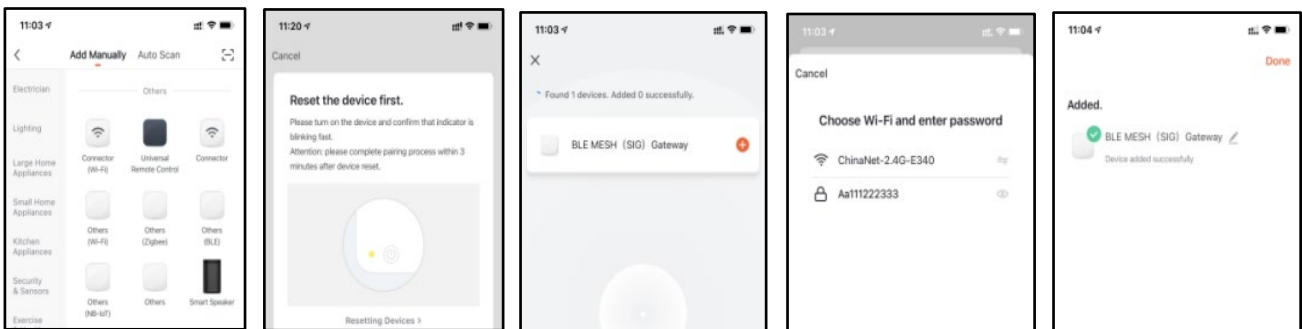 11:03
Add Manually Auto Scan
Electrician
Others
Lighting
Connector
(Wi-Fi)
Universal
Remote Control
Connector
Large Home
Appliances
Small Home
Appliances
Others
(Wi-Fi)
Others
(Zigbee)
Others
(BLE)
Kitchen
Appliances
Security
& Sensors
Others
(NB-IoT)
Others
Smart Speaker
Exercise
11:20
Cancel
Reset the device first.
Please turn on the device and confirm that indicator is
blinking fast.
Attention: please complete pairing process within 3
minutes after device reset.
Resetting Devices >
11:03
Found 1 devices. Added 0 successfully.
BLE MESH (SIG) Gateway
11:03
Cancel
Choose Wi-Fi and enter password
ChinaNet-2.4G-E340
Aa111222333
11:04
Done
Added.
BLE MESH (SIG) Gateway
Device added successfully